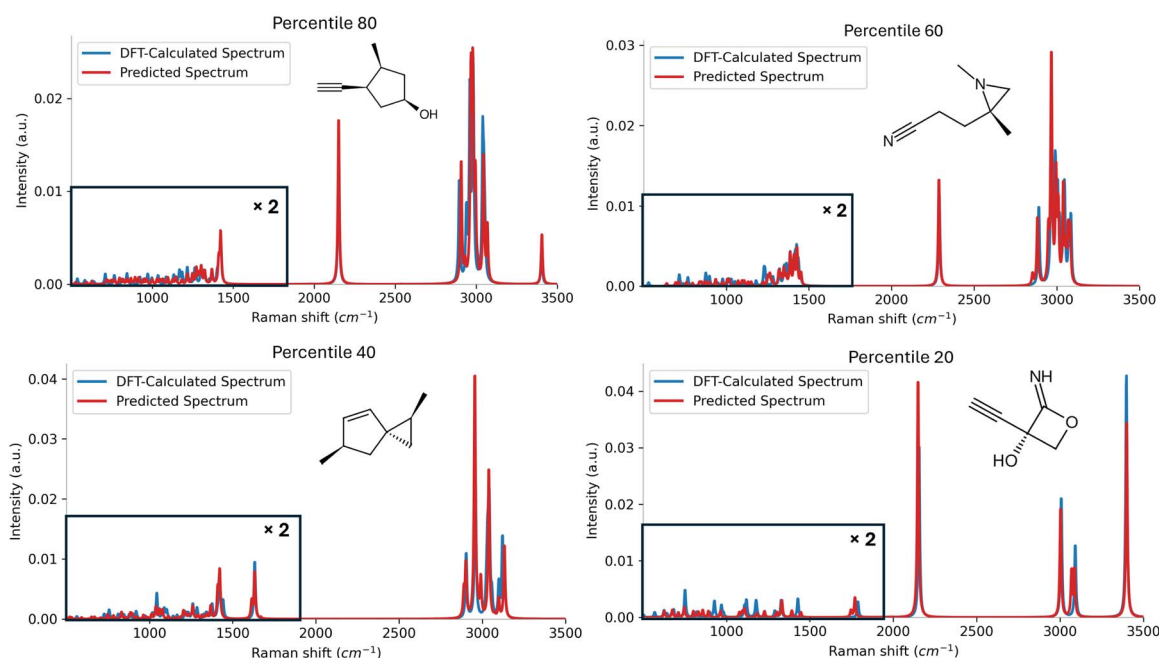 Percentile 80
DFT-Calculated Spectrum
Predicted Spectrum
OH
× 2
Intensity (a.u.)
0.02
0.01
0.00
1000 1500 2000 2500 3000 3500
Raman shift (cm⁻¹)
Percentile 60
DFT-Calculated Spectrum
Predicted Spectrum
N
N
× 2
Intensity (a.u.)
0.03
0.02
0.01
0.00
1000 1500 2000 2500 3000 3500
Raman shift (cm⁻¹)
Percentile 40
DFT-Calculated Spectrum
Predicted Spectrum
× 2
Intensity (a.u.)
0.04
0.03
0.02
0.01
0.00
1000 1500 2000 2500 3000 3500
Raman shift (cm⁻¹)
Percentile 20
DFT-Calculated Spectrum
Predicted Spectrum
NH
O
HO
× 2
Intensity (a.u.)
0.04
0.03
0.02
0.01
0.00
1000 1500 2000 2500 3000 3500
Raman shift (cm⁻¹)